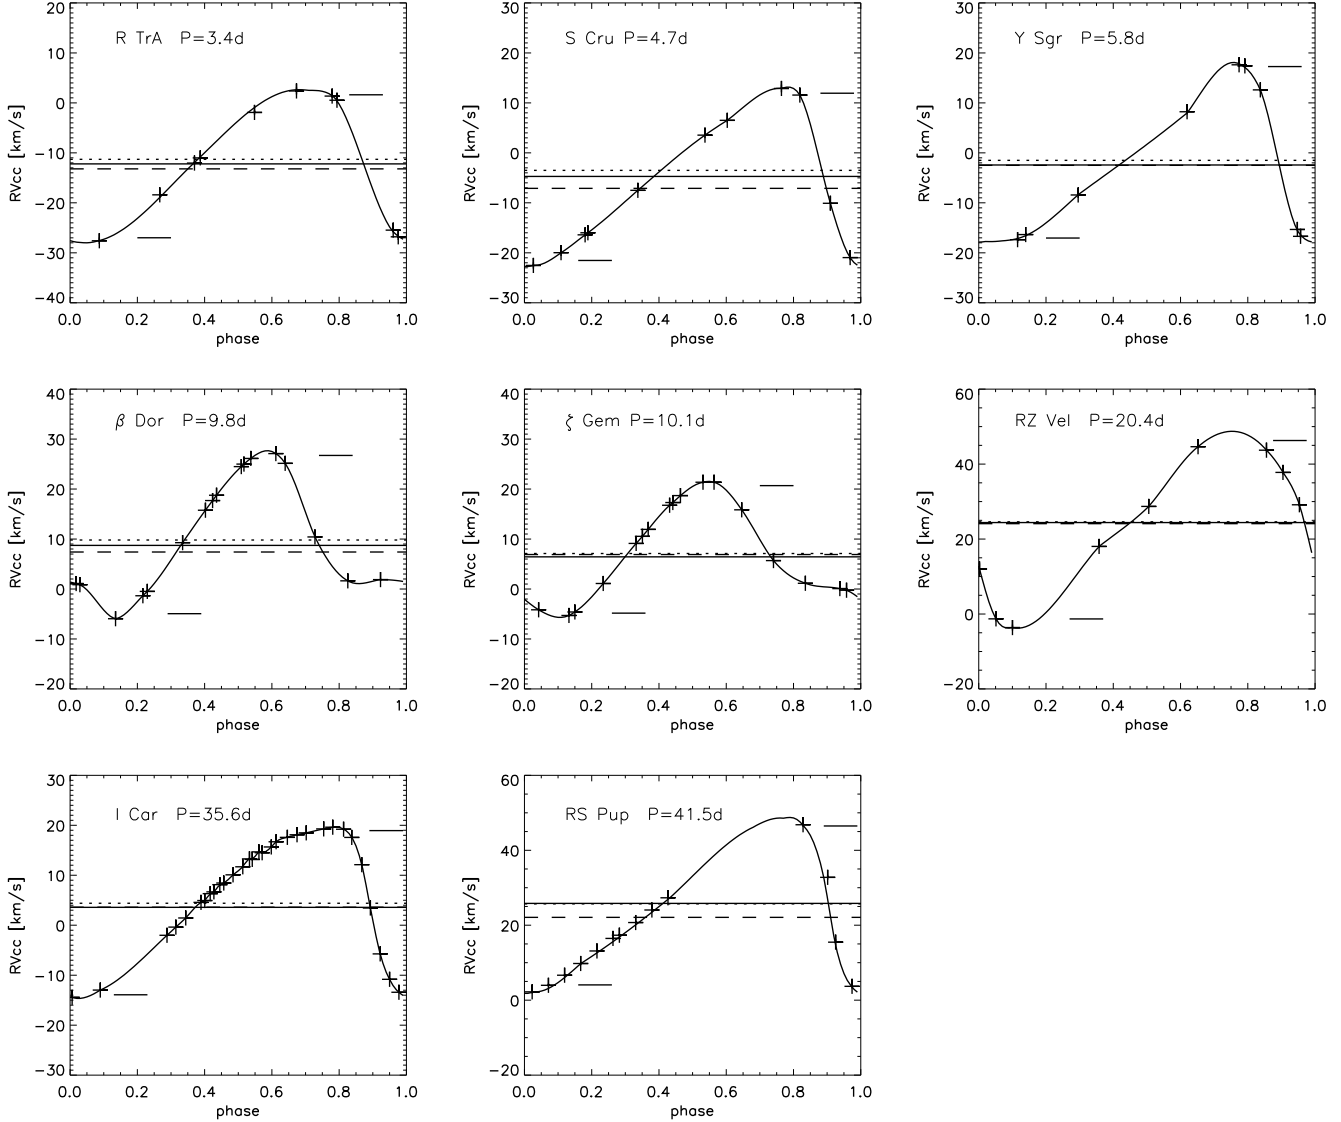 R TrA P=3.4d
RVcc [km/s]
20
10
0
−10
−20
−30
−40
0.0 0.2 0.4 0.6 0.8 1.0
phase
S Cru P=4.7d
RVcc [km/s]
30
20
10
0
−10
−20
−30
0.0 0.2 0.4 0.6 0.8 1.0
phase
Y Sgr P=5.8d
RVcc [km/s]
30
20
10
0
−10
−20
−30
0.0 0.2 0.4 0.6 0.8 1.0
phase
β Dor P=9.8d
RVcc [km/s]
40
30
20
10
0
−10
−20
0.0 0.2 0.4 0.6 0.8 1.0
phase
ζ Gem P=10.1d
RVcc [km/s]
40
30
20
10
0
−10
−20
0.0 0.2 0.4 0.6 0.8 1.0
phase
RZ Vel P=20.4d
RVcc [km/s]
60
40
20
0
−20
0.0 0.2 0.4 0.6 0.8 1.0
phase
l Car P=35.6d
RVcc [km/s]
30
20
10
0
−10
−20
−30
0.0 0.2 0.4 0.6 0.8 1.0
phase
RS Pup P=41.5d
RVcc [km/s]
60
40
20
0
−20
0.0 0.2 0.4 0.6 0.8 1.0
phase